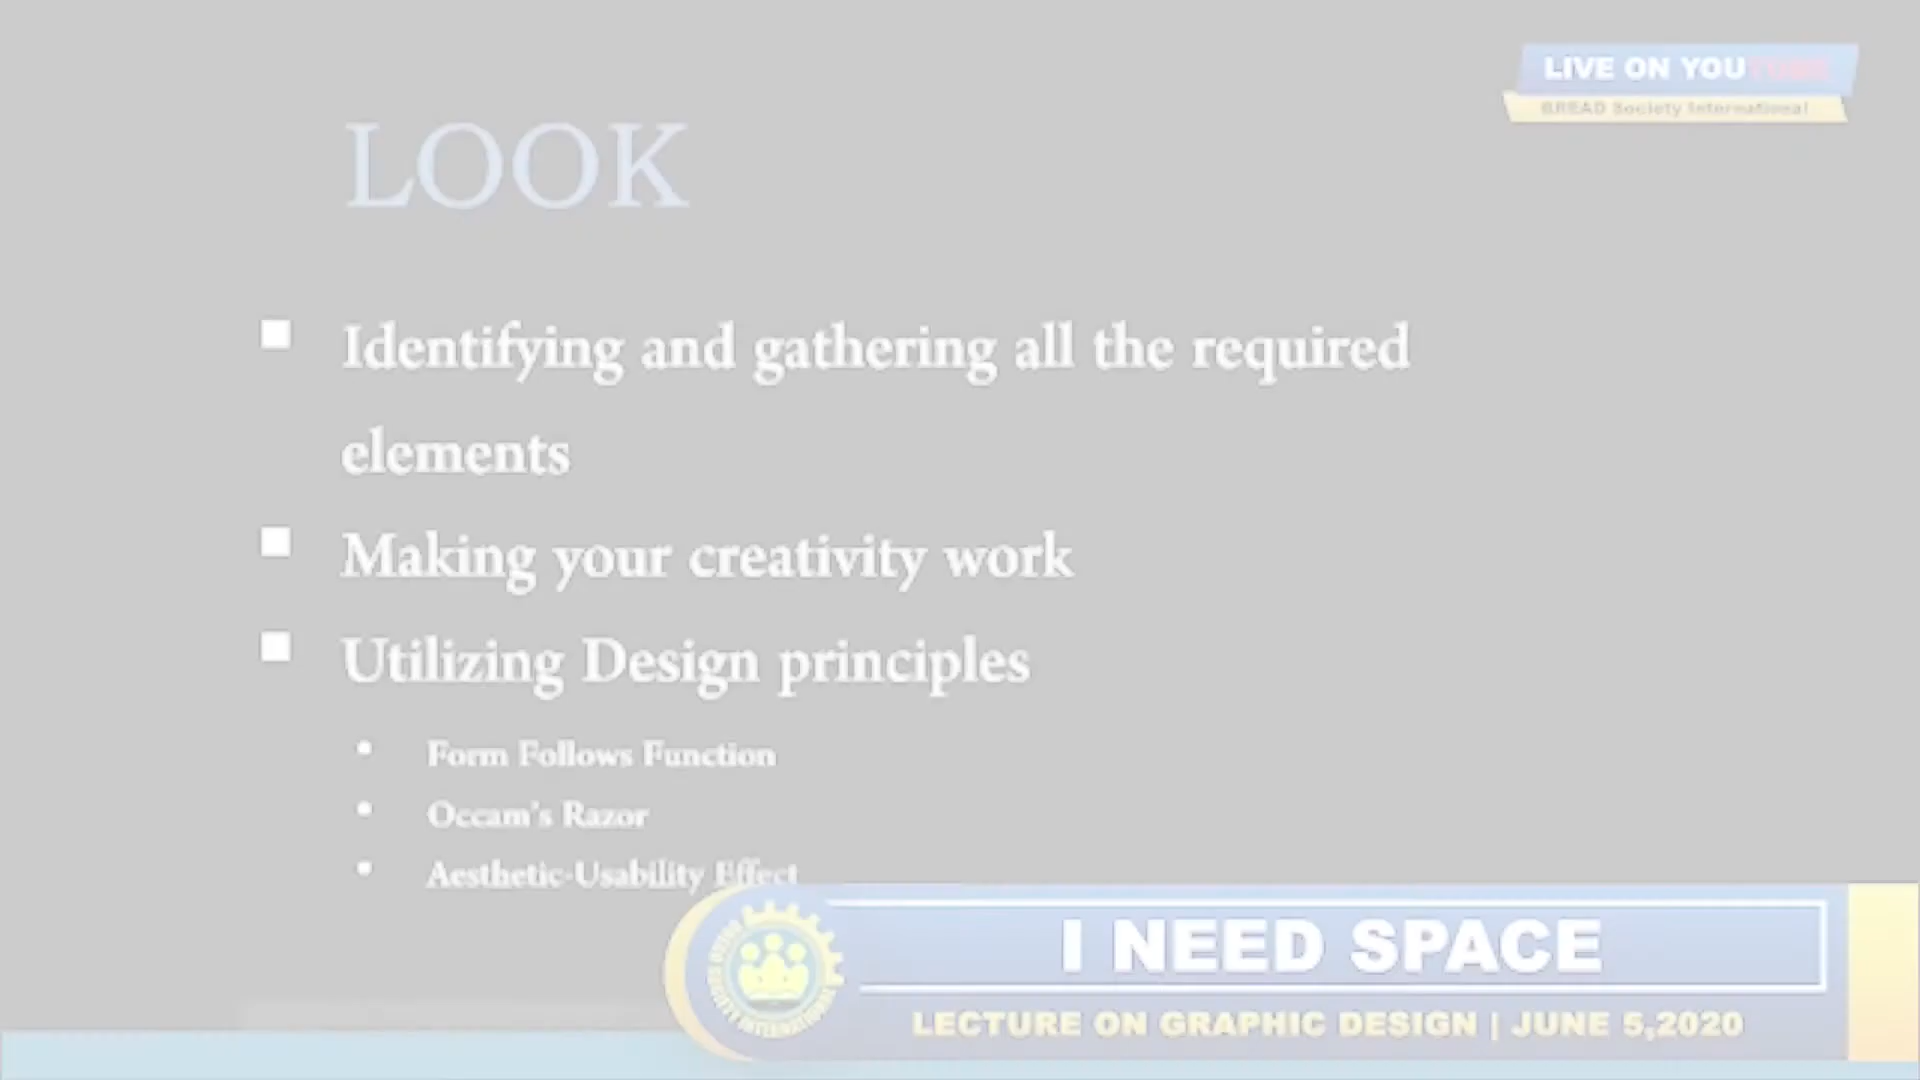 LIVE ON YOUTUBE
BREAD Society International
LOOK
Identifying and gathering all the required
elements
Making your creativity work
Utilizing Design principles
Form Follows Function
Occam's Razor
Aesthetic-Usability Effect
I NEED SPACE
LECTURE ON GRAPHIC DESIGN | JUNE 5,2020